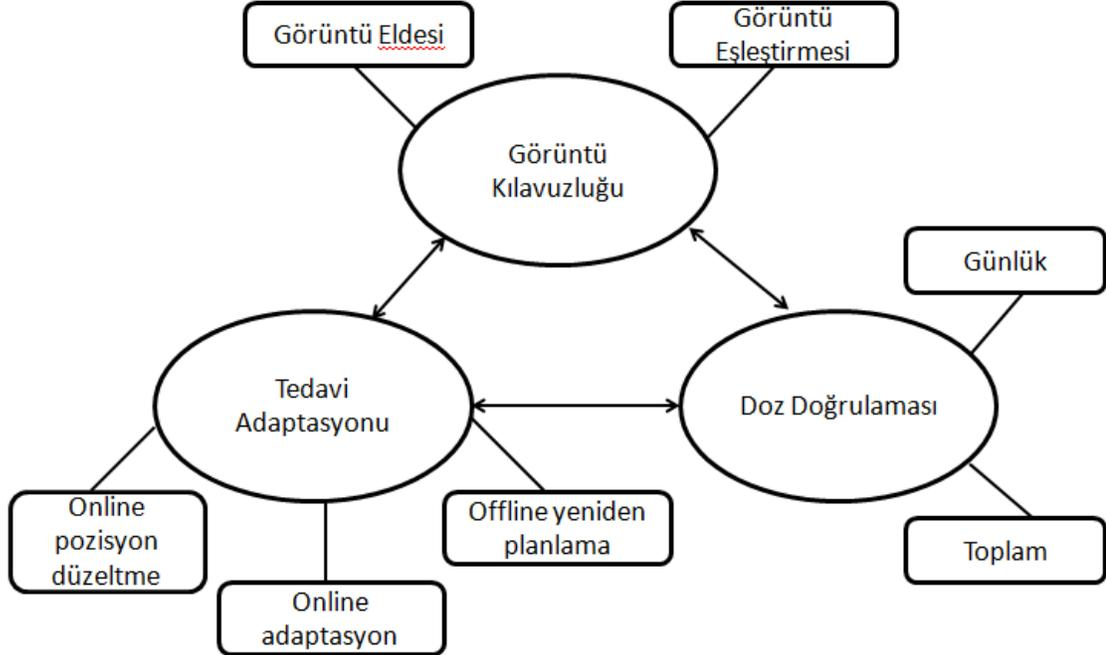 Görüntü Eldesi
Görüntü
Eşleştirmesi
Görüntü
Kılavuzluğu
Günlük
Tedavi
Adaptasyonu
Doz Doğrulaması
Online
pozisyon
düzeltme
Offline yeniden
planlama
Toplam
Online
adaptasyon